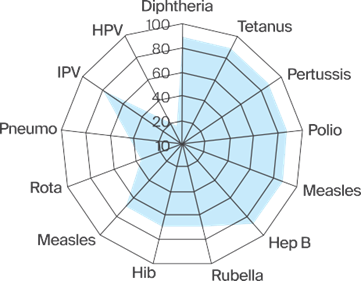 Diphtheria
Tetanus
Pertussis
Polio
Measles
Hep B
Rubella
Hib
Measles
Rota
Pneumo
IPV
HPV
100
80
60
40
20
10